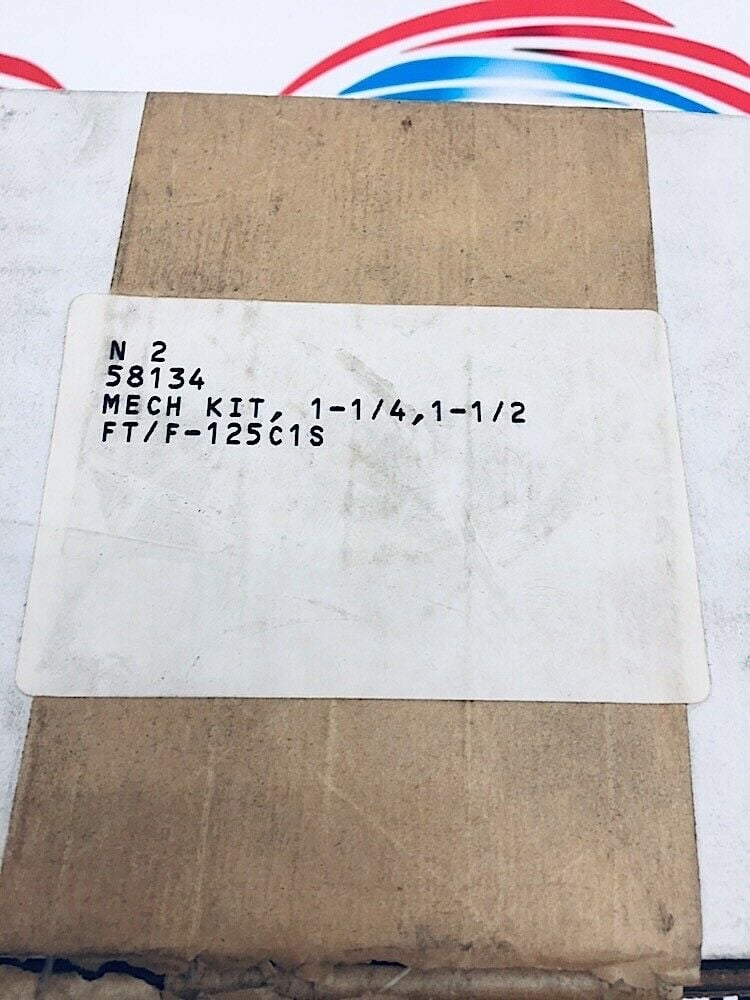 N 2
58134
MECH KIT, 1-1/4,1-1/2
FT/F-125C1S